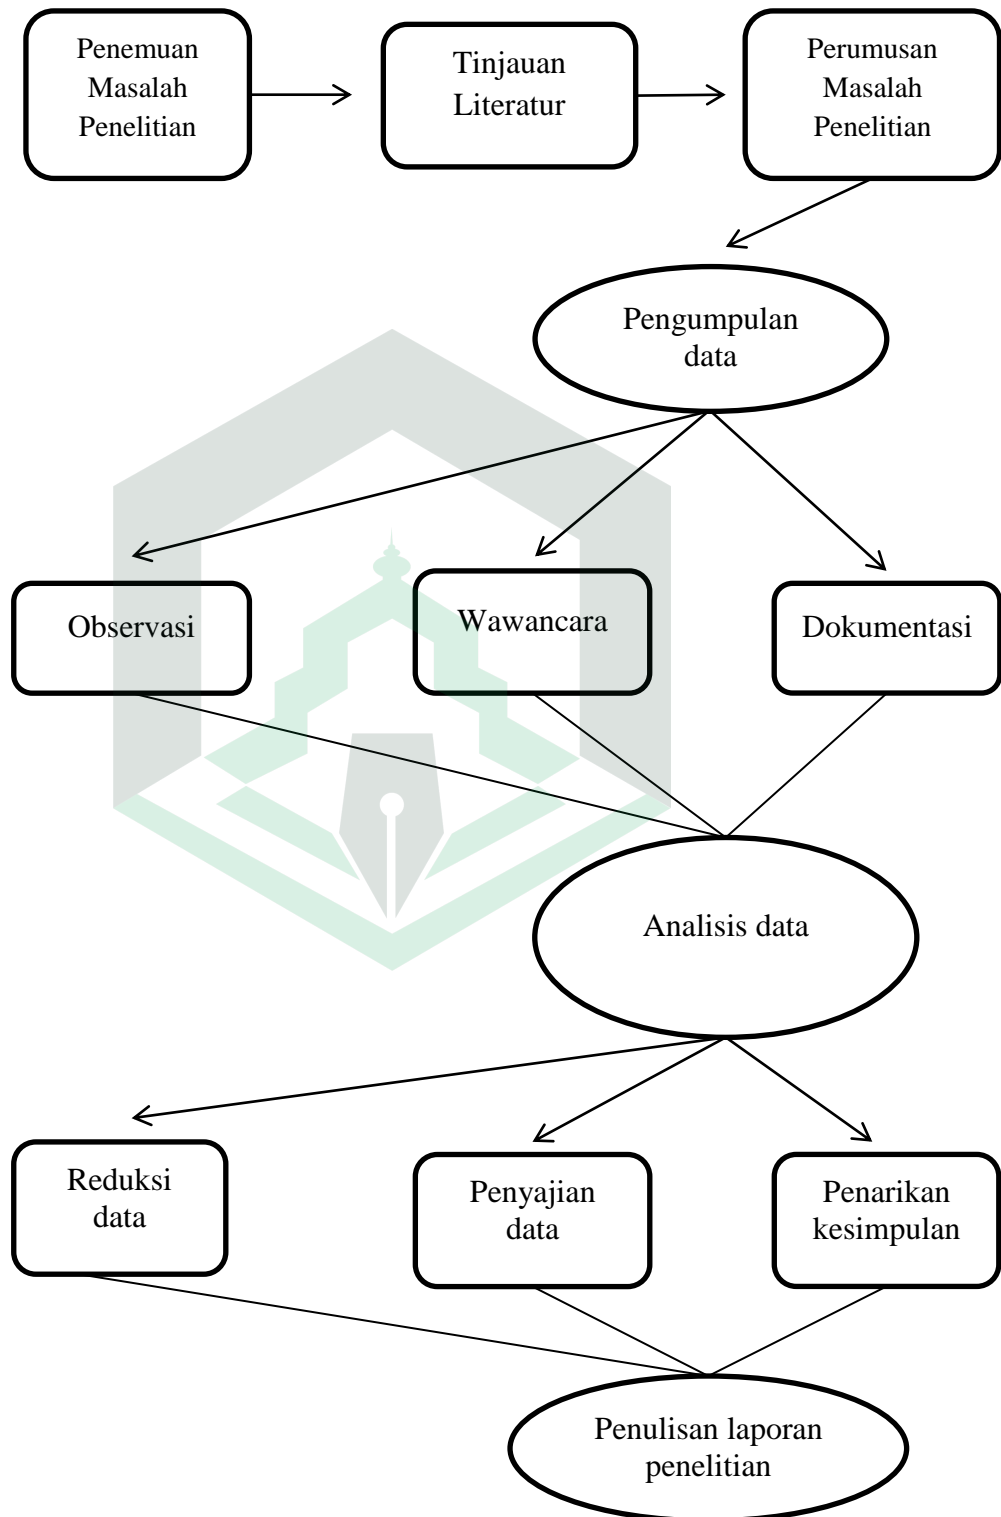 Penemuan
Masalah
Penelitian
Tinjauan
Literatur
Perumusan
Masalah
Penelitian
Pengumpulan
data
Observasi
Wawancara
Dokumentasi
Analisis data
Reduksi
data
Penyajian
data
Penarikan
kesimpulan
Penulisan laporan
penelitian